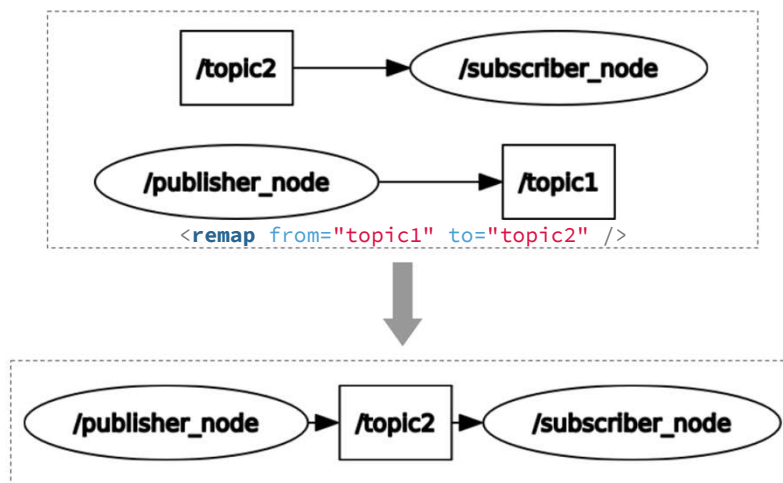 /topic2 /subscriber_node
/publisher_node /topic1
<remap from="topic1" to="topic2" />
/publisher_node /topic2 /subscriber_node